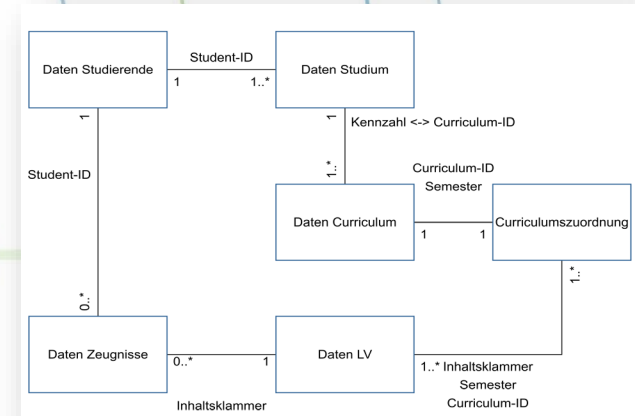 Student-ID
Daten Studierende
Daten Studium
1
1..*
1
1
Kennzahl <-> Curriculum-ID
Student-ID
1..*
Curriculum-ID
Semester
Daten Curriculum
Curriculumszuordnung
1
1
1..*
0..*
Daten Zeugnisse
Daten LV
0..*
1
1..* Inhaltsklammer
Semester
Curriculum-ID
Inhaltsklammer